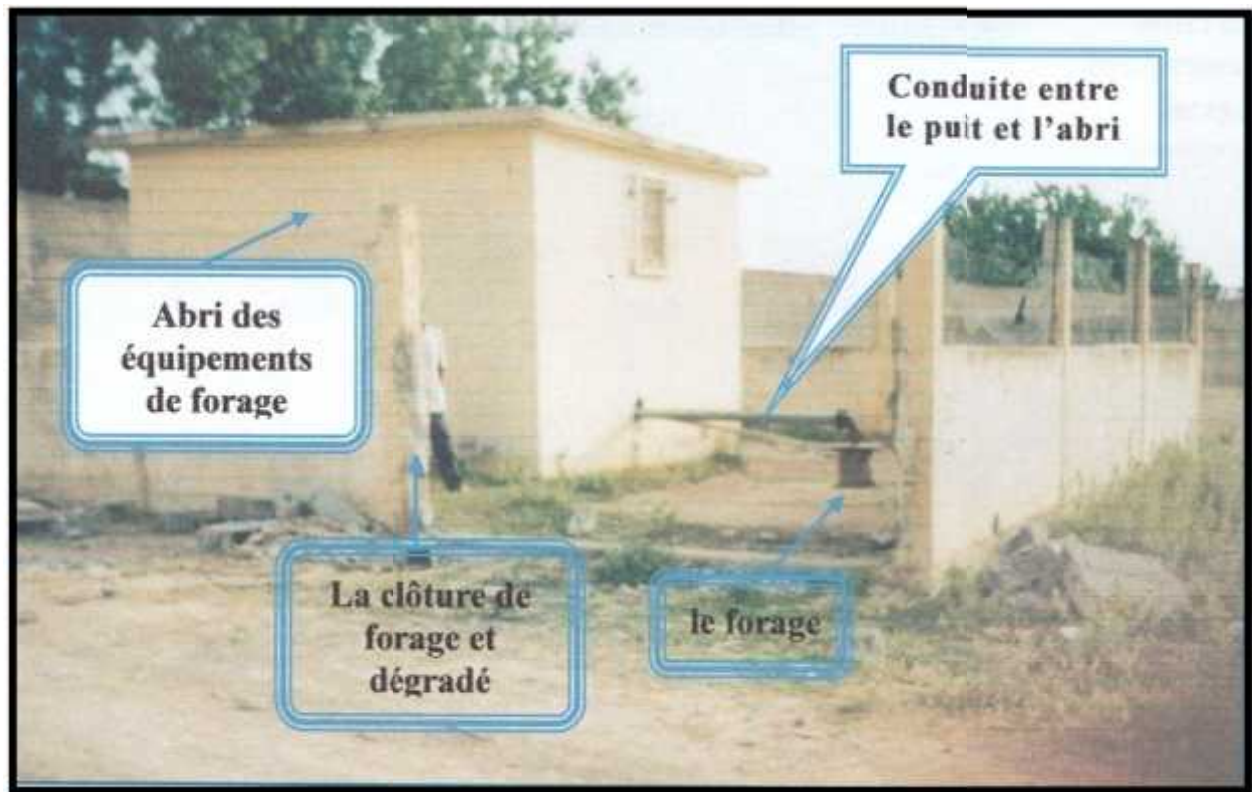 Conduite entre
le puit et l'abri
Abri des
équipements
de forage
La clôture de
forage et
dégradé
le forage